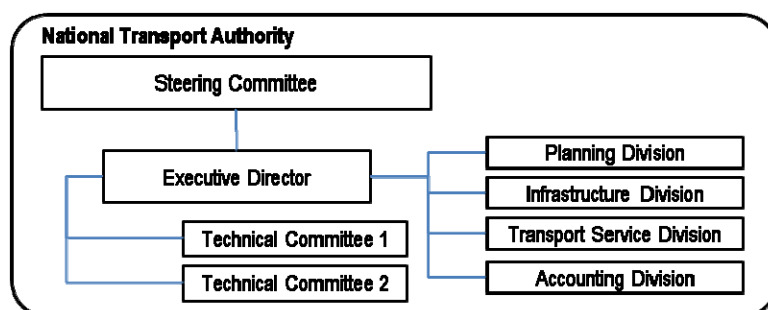 National Transport Authority
Steering Committee
Executive Director
Technical Committee 1
Technical Committee 2
Planning Division
Infrastructure Division
Transport Service Division
Accounting Division